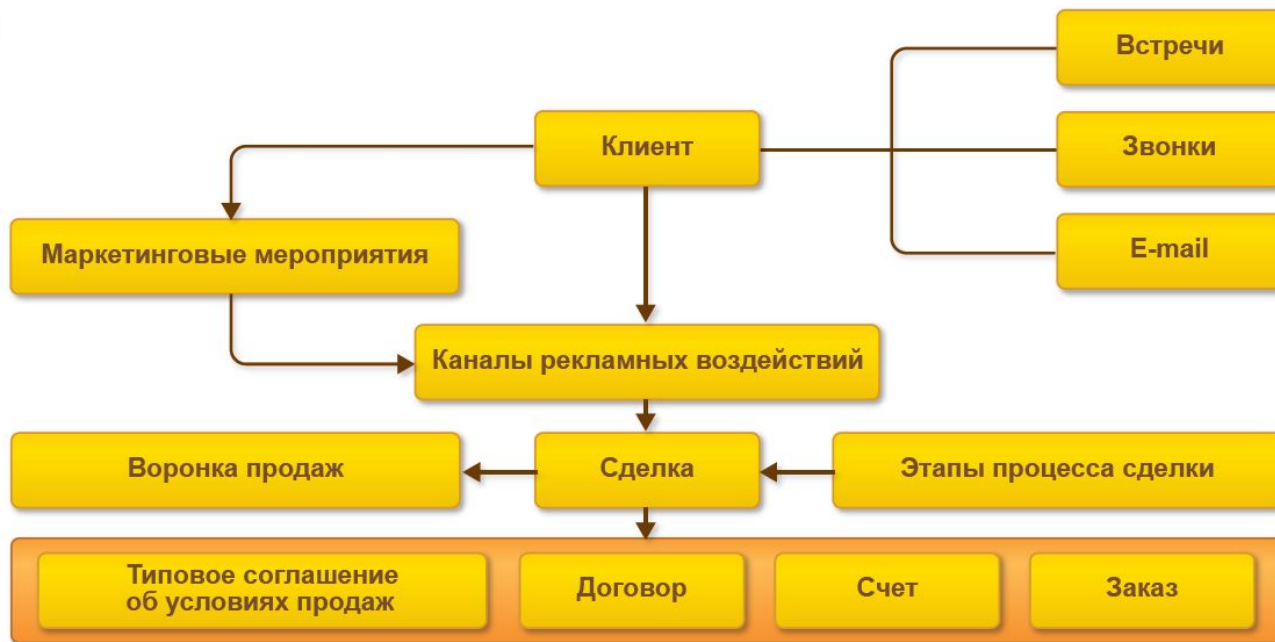 Встречи
Клиент
Звонки
Маркетинговые мероприятия
E-mail
Каналы рекламных воздействий
Воронка продаж
Сделка
Этапы процесса сделки
Типовое соглашение
об условиях продаж
Договор
Счет
Заказ